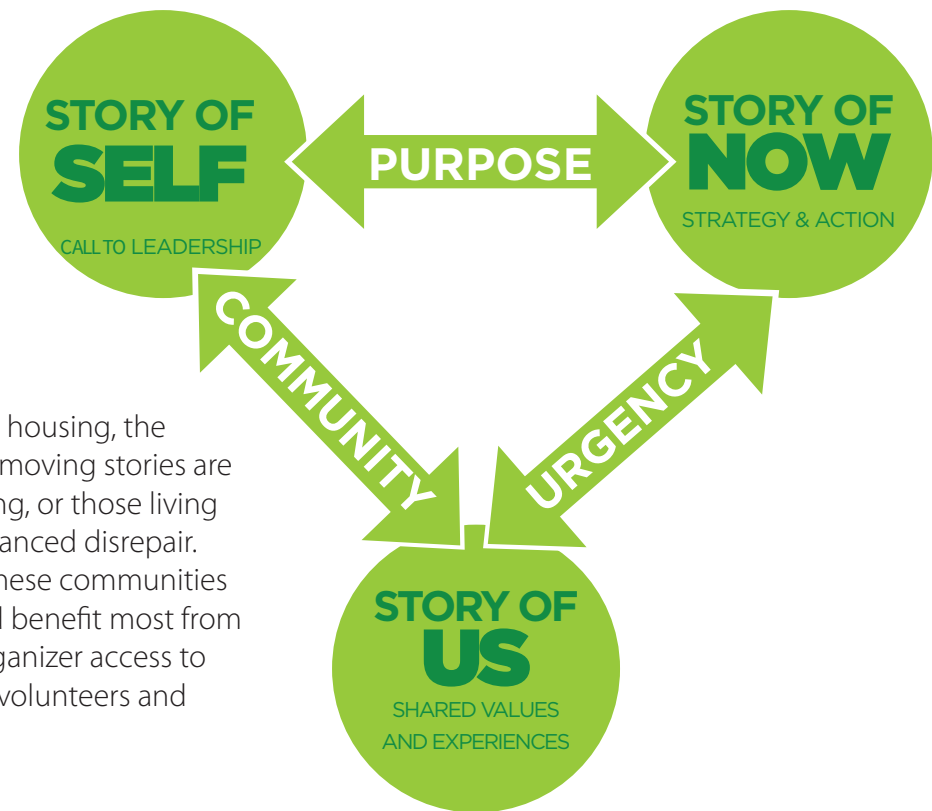 STORY OF
SELF
CALL TO LEADERSHIP
PURPOSE
STORY OF
NOW
STRATEGY & ACTION
COMMUNITY
URGENCY
housing, the
moving stories are
ng, or those living
anced disrepair.
hese communities
l benefit most from
ganizer access to
volunteers and
STORY OF
US
SHARED VALUES
AND EXPERIENCES